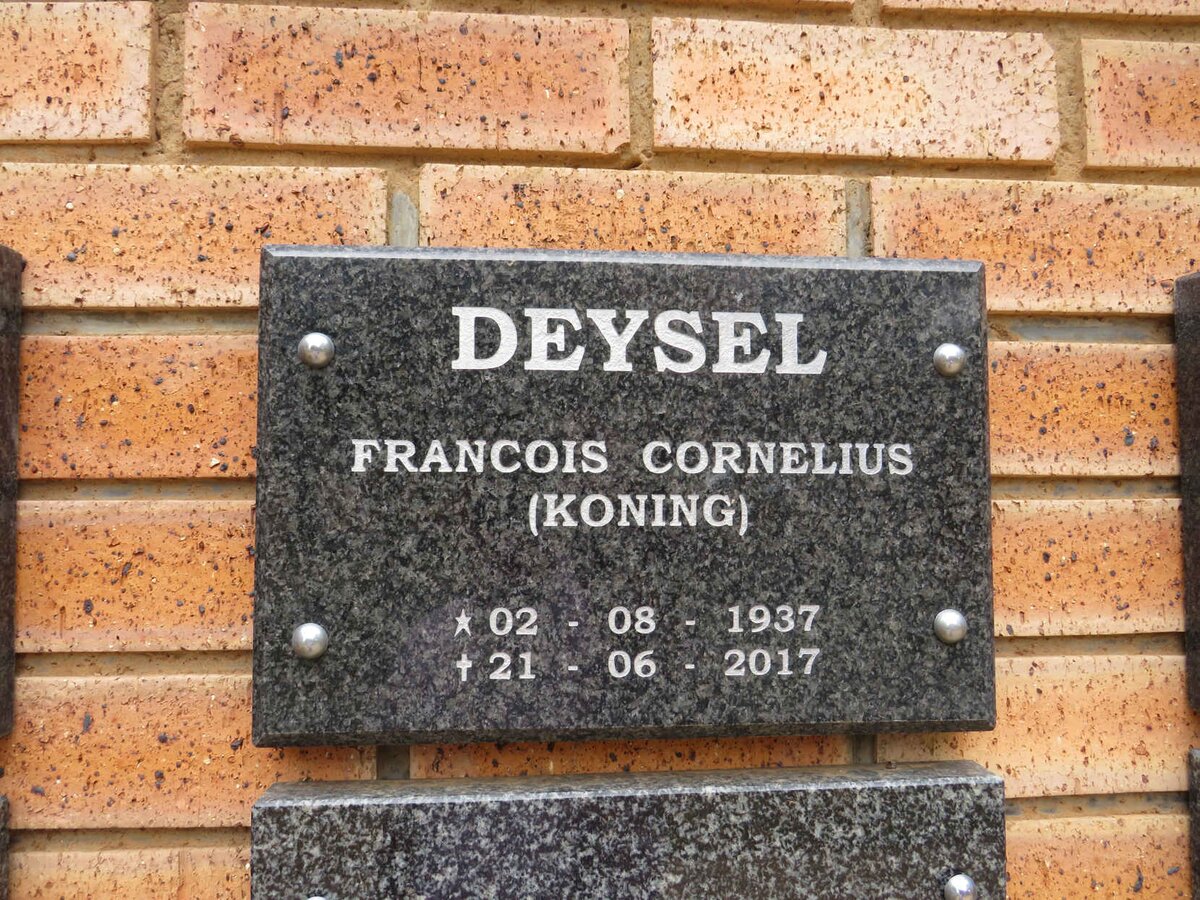 DEYSEL
FRANCOIS CORNELIUS
(KONING)
★ 02 - 08 - 1937
✝ 21 - 06 - 2017